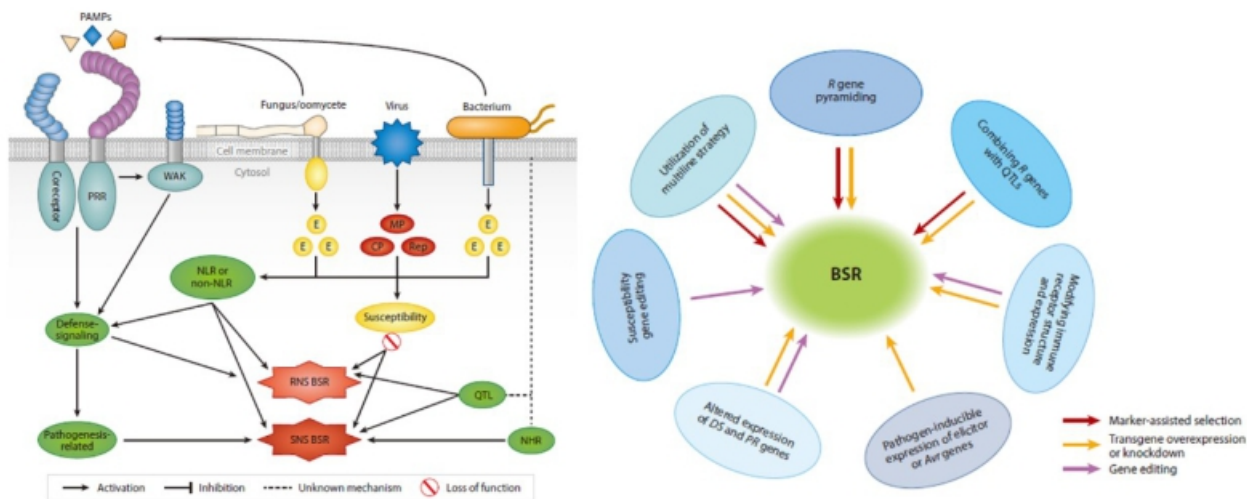 PAMPs
Fungus/oomycete
Virus
Bacterium
Cell membrane
Cytosol
Coreceptor
PRR
WAK
E
E
E
MP
CP
Rep
E
E
E
NLR or
non-NLR
Susceptibility
Defense-
signaling
RNS BSR
QTL
Pathogenesis-
related
SNS BSR
NHR
Activation
Inhibition
Unknown mechanism
Loss of function
R gene
pyramiding
Utilization of
multiline strategy
Combining R genes
with QTLs
BSR
Susceptibility
gene editing
Modifying immune
receptor structure
and expression
Altered expression
of DS and PR genes
Pathogen-inducible
expression of elicitor
or Avr genes
Marker-assisted selection
Transgene overexpression
or knockdown
Gene editing